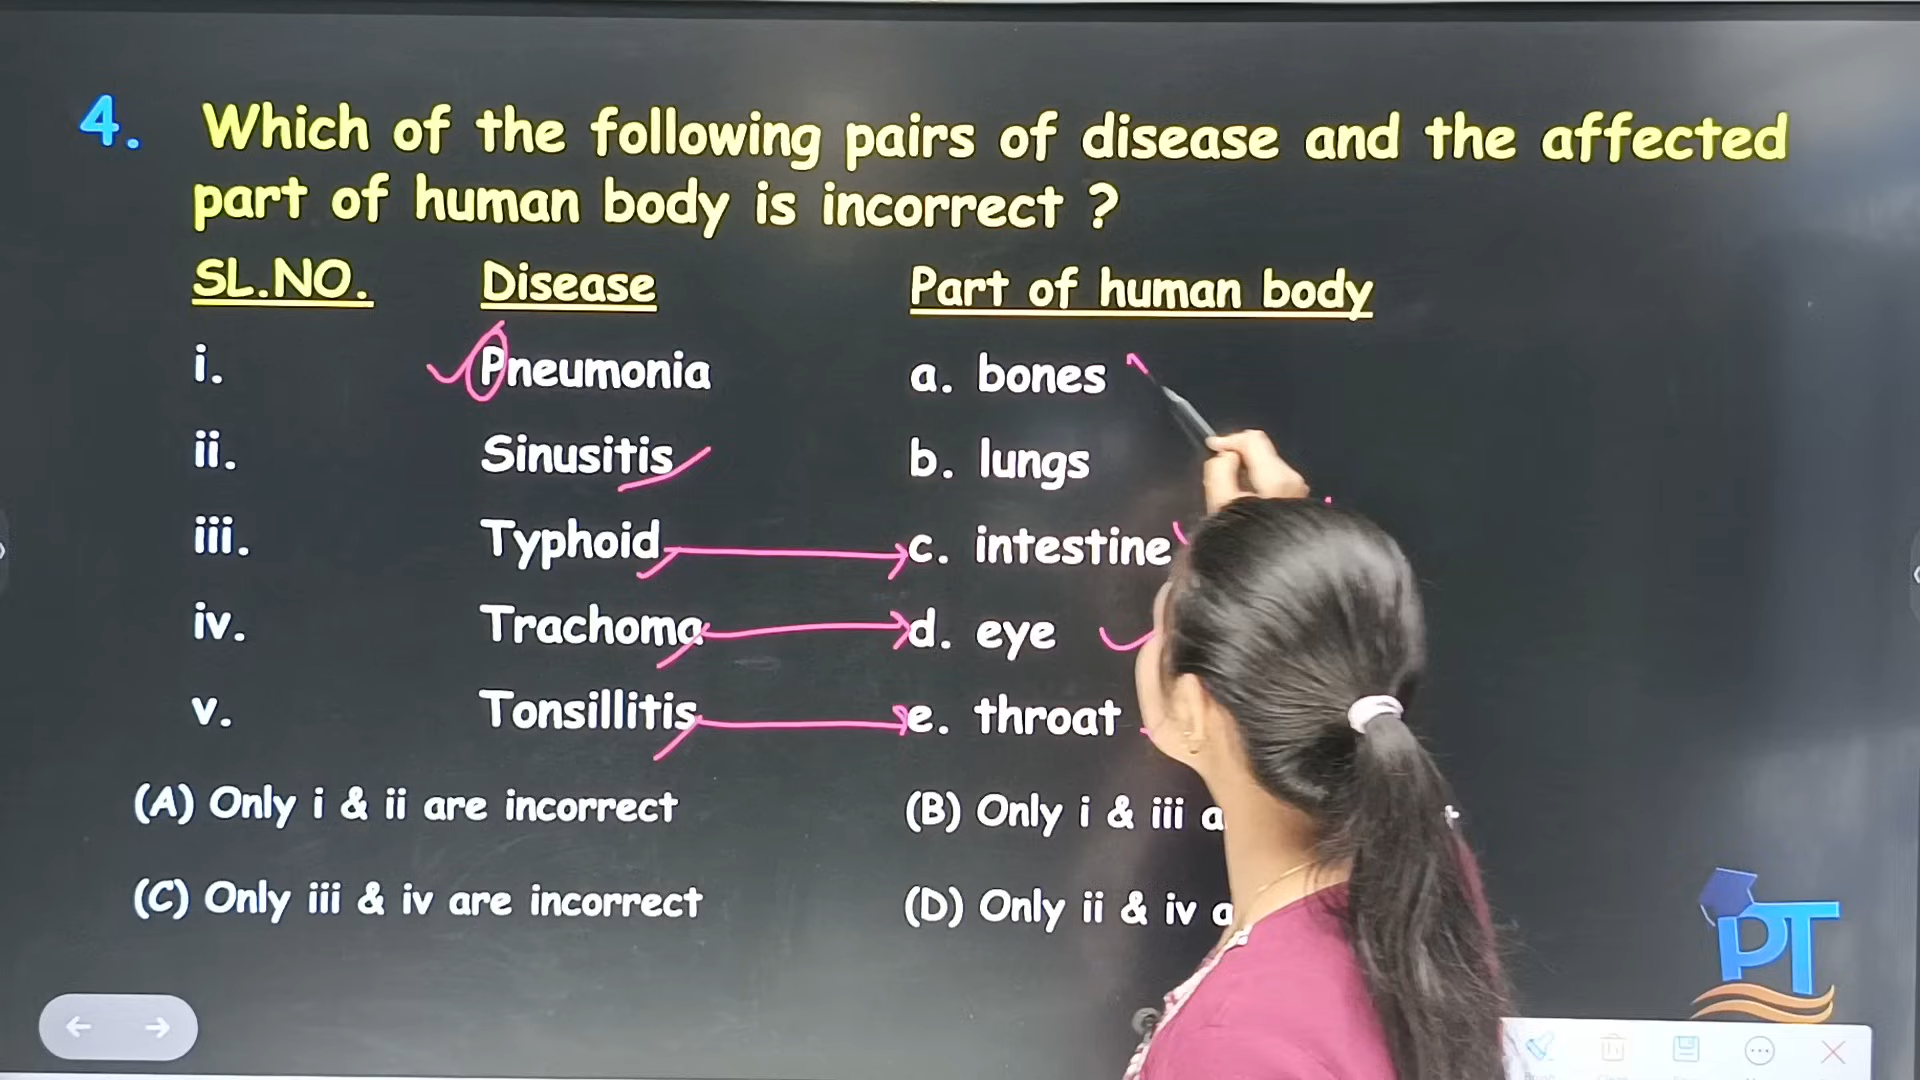 4. Which of the following pairs of disease and the affected
part of human body is incorrect ?
SL.NO. Disease Part of human body
i. Pneumonia a. bones
ii. Sinusitis b. lungs
iii. Typhoid c. intestine
iv. Trachoma d. eye
v. Tonsillitis e. throat
(A) Only i & ii are incorrect (B) Only i & iii a
(C) Only iii & iv are incorrect (D) Only ii & iv a
PT